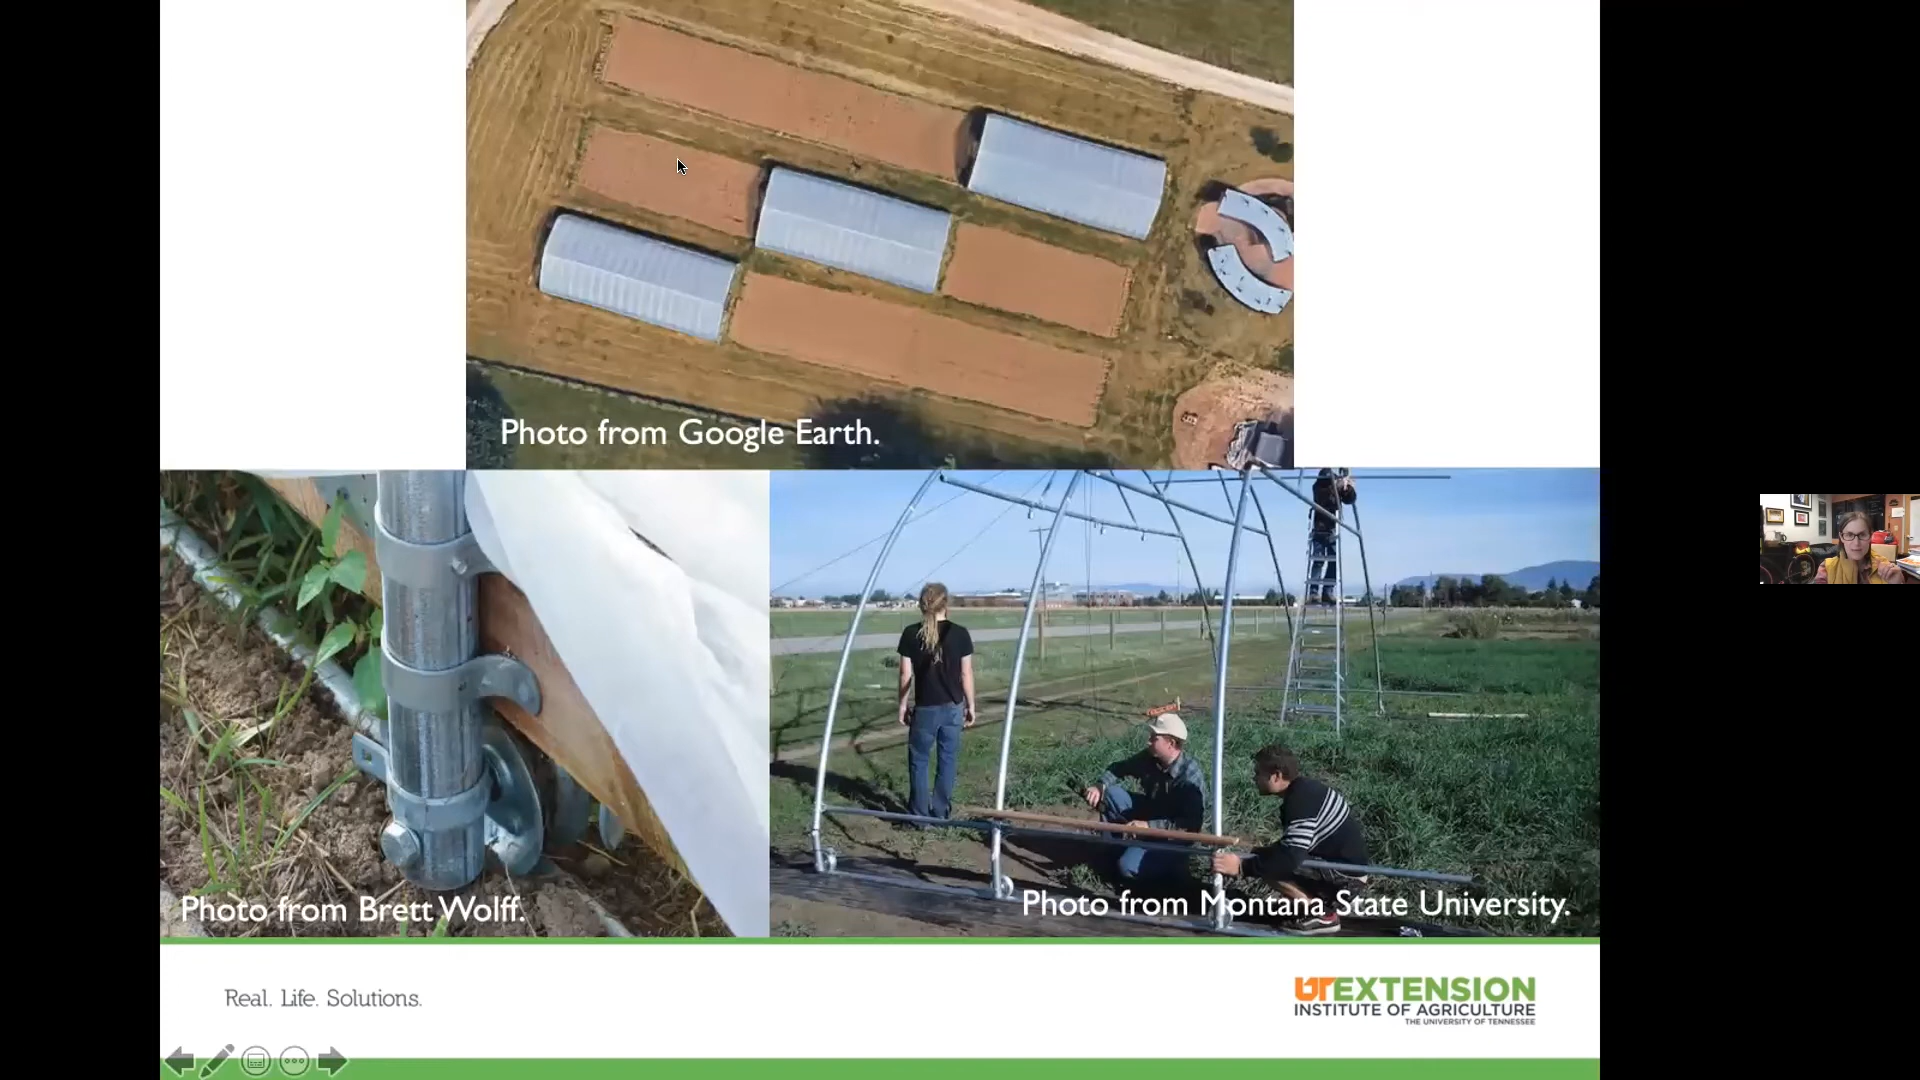 Photo from Google Earth.
Photo from Brett Wolff.
Photo from Montana State University.
Real. Life. Solutions.
UTEXTENSION
INSTITUTE OF AGRICULTURE
THE UNIVERSITY OF TENNESSEE